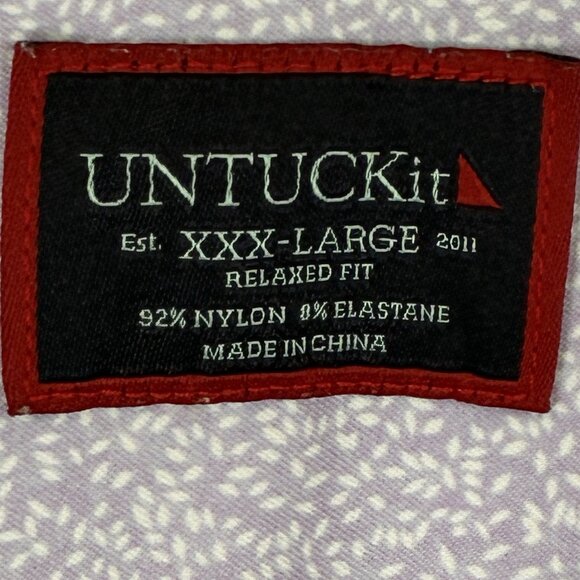 UNTUCKit
Est. XXX-LARGE 2011
RELAXED FIT
92% NYLON 8% ELASTANE
MADE IN CHINA